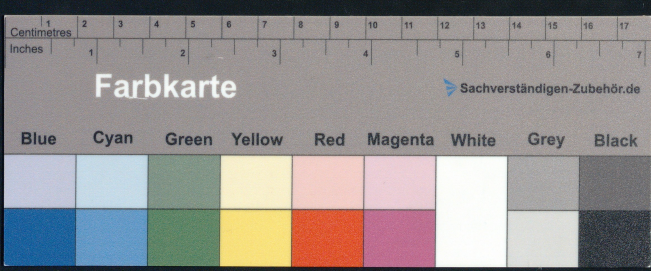 Centimetres 1 2 3 4 5 6 7 8 9 10 11 12 13 14 15 16 17
Inches 1 2 3 4 5 6 7
Farbkarte
Sachverständigen-Zubehör.de
Blue Cyan Green Yellow Red Magenta White Grey Black